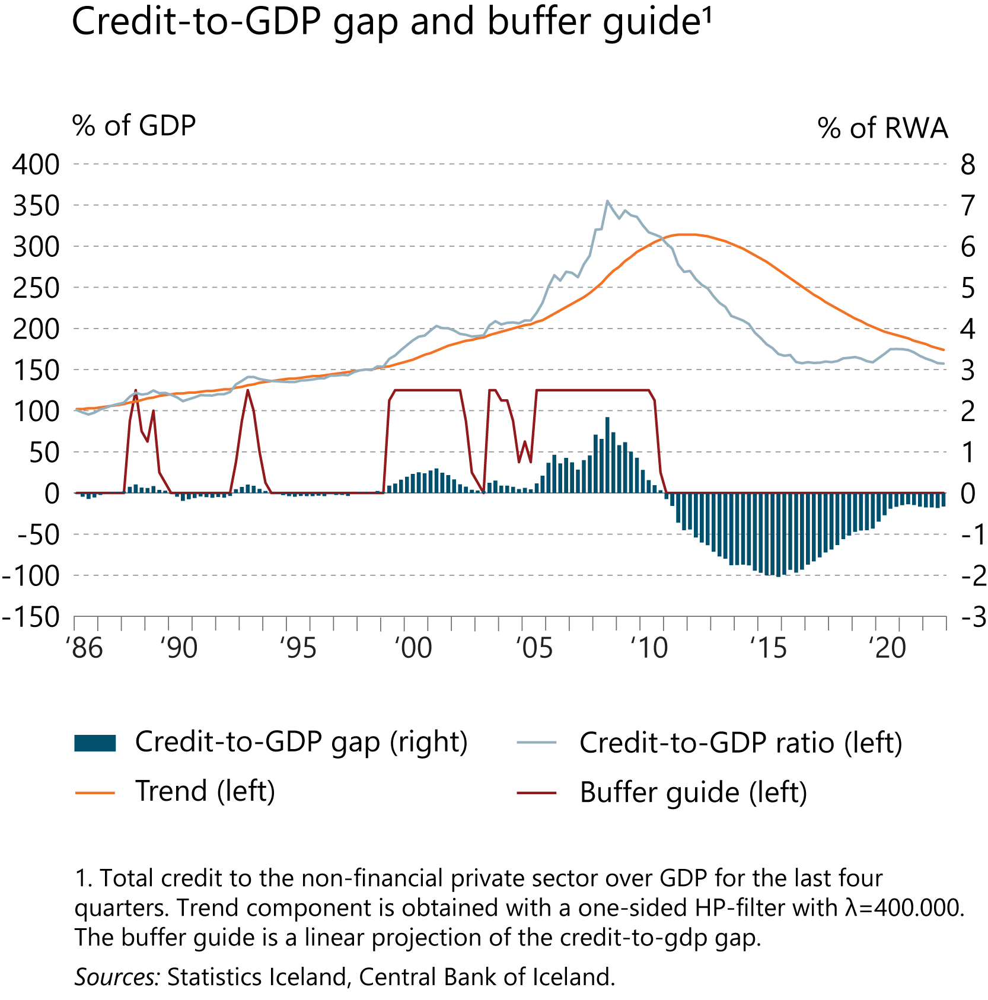 Credit-to-GDP gap and buffer guide¹
% of GDP
% of RWA
400
8
350
7
300
6
250
5
200
4
150
3
100
2
50
1
0
0
-50
-1
-100
-2
-150
-3
‘86 ‘90 ‘95 ‘00 ‘05 ‘10 ‘15 ‘20
Credit-to-GDP gap (right)
Credit-to-GDP ratio (left)
Trend (left)
Buffer guide (left)
1. Total credit to the non-financial private sector over GDP for the last four
quarters. Trend component is obtained with a one-sided HP-filter with λ=400.000.
The buffer guide is a linear projection of the credit-to-gdp gap.
Sources: Statistics Iceland, Central Bank of Iceland.